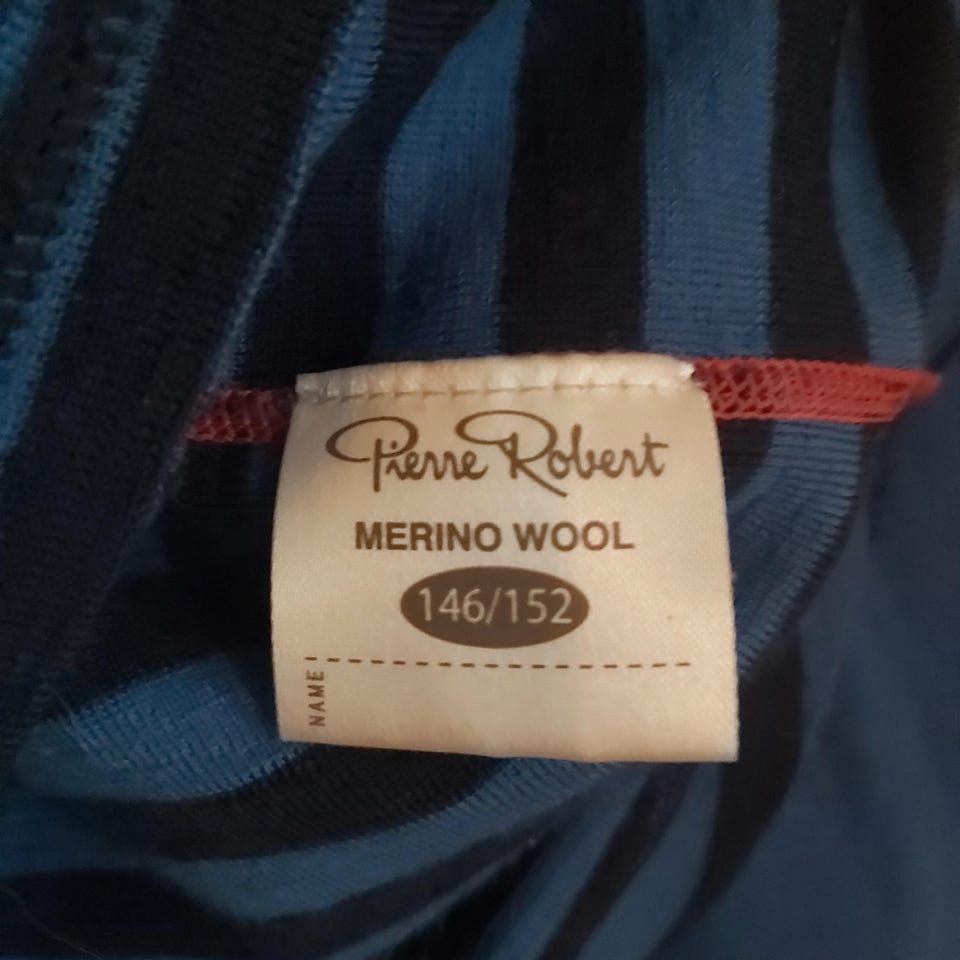 Pierre Robert
MERINO WOOL
146/152
NAME